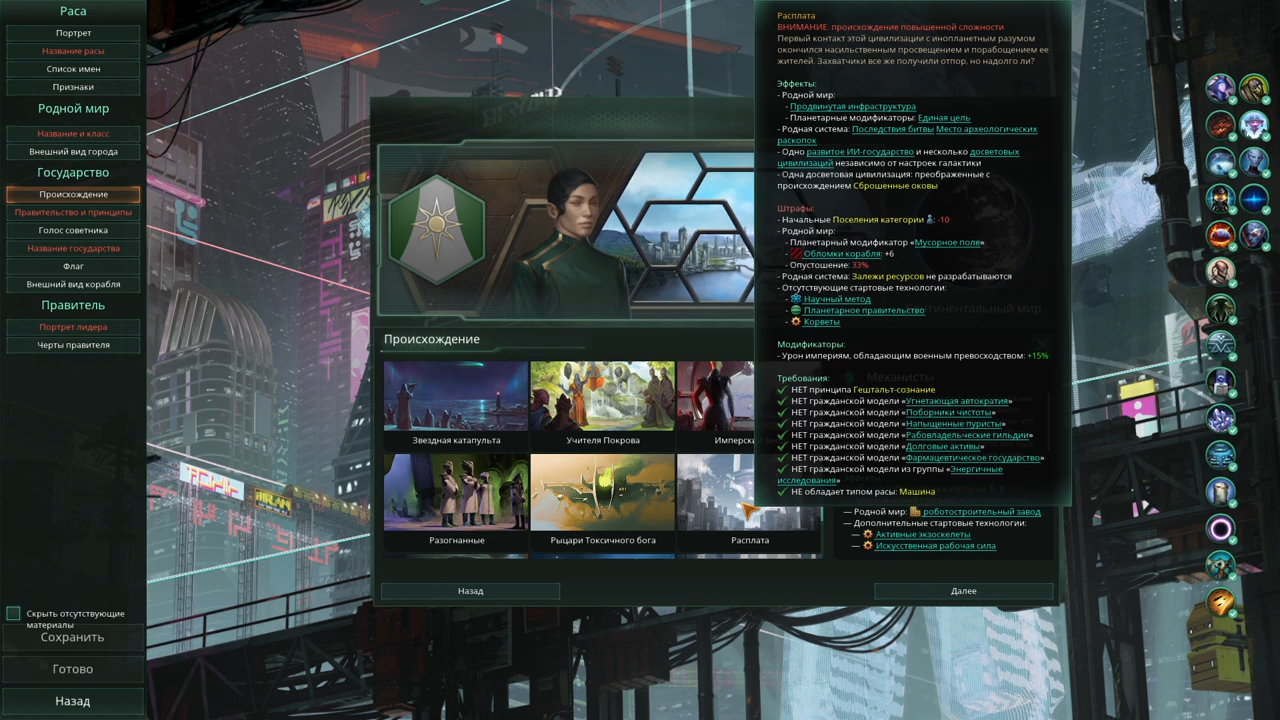 Раса
Портрет
Название расы
Список имен
Признаки
Родной мир
Название и класс
Внешний вид города
Государство
Происхождение
Правительство и принципы
Голос советника
Название государства
Флаг
Внешний вид корабля
Правитель
Портрет лидера
Черты правителя
Скрыть отсутствующие
материалы
Сохранить
Готово
Назад
Происхождение
Звездная катапульта
Учителя Покрова
Имперский
Разогнанные
Рыцари Токсичного бога
Расплата
Назад
Далее
Расплата
ВНИМАНИЕ: происхождение повышенной сложности
Первый контакт этой цивилизации с инопланетным разумом
окончился насильственным просвещением и порабощением ее
жителей. Захватчики все же получили отпор, но надолго ли?
Эффекты:
- Родной мир:
- Продвинутая инфраструктура
- Планетарные модификаторы: Единая цель
- Родная система: Последствия битвы Место археологических
раскопок
- Одно развитое ИИ-государство и несколько досветовых
цивилизаций независимо от настроек галактики
- Одна досветовая цивилизация: преображенные с
происхождением Сброшенные оковы
Штрафы:
- Начальные Поселения категории : -10
- Родной мир:
- Планетарный модификатор «Мусорное поле»
- Обломки корабля: +6
- Опустошение: 33%
- Родная система: Залежи ресурсов не разрабатываются
- Отсутствующие стартовые технологии:
- Научный метод
- Планетарное правительство
- Корветы
Модификаторы:
- Урон империям, обладающим военным превосходством: +15%
Требования:
НЕТ принципа Гештальт-сознание
НЕТ гражданской модели «Угнетающая автократия»
НЕТ гражданской модели «Поборники чистоты»
НЕТ гражданской модели «Напыщенные пуристы»
НЕТ гражданской модели «Рабовладельческие гильдии»
НЕТ гражданской модели «Долговые активы»
НЕТ гражданской модели «Фармацевтическое государство»
НЕТ гражданской модели из группы «Энергичные
исследования»
НЕ обладает типом расы: Машина
Континентальный мир
Механисты
— Родной мир: роботостроительный завод
— Дополнительные стартовые технологии:
— Активные экзоскелеты
— Искусственная рабочая сила